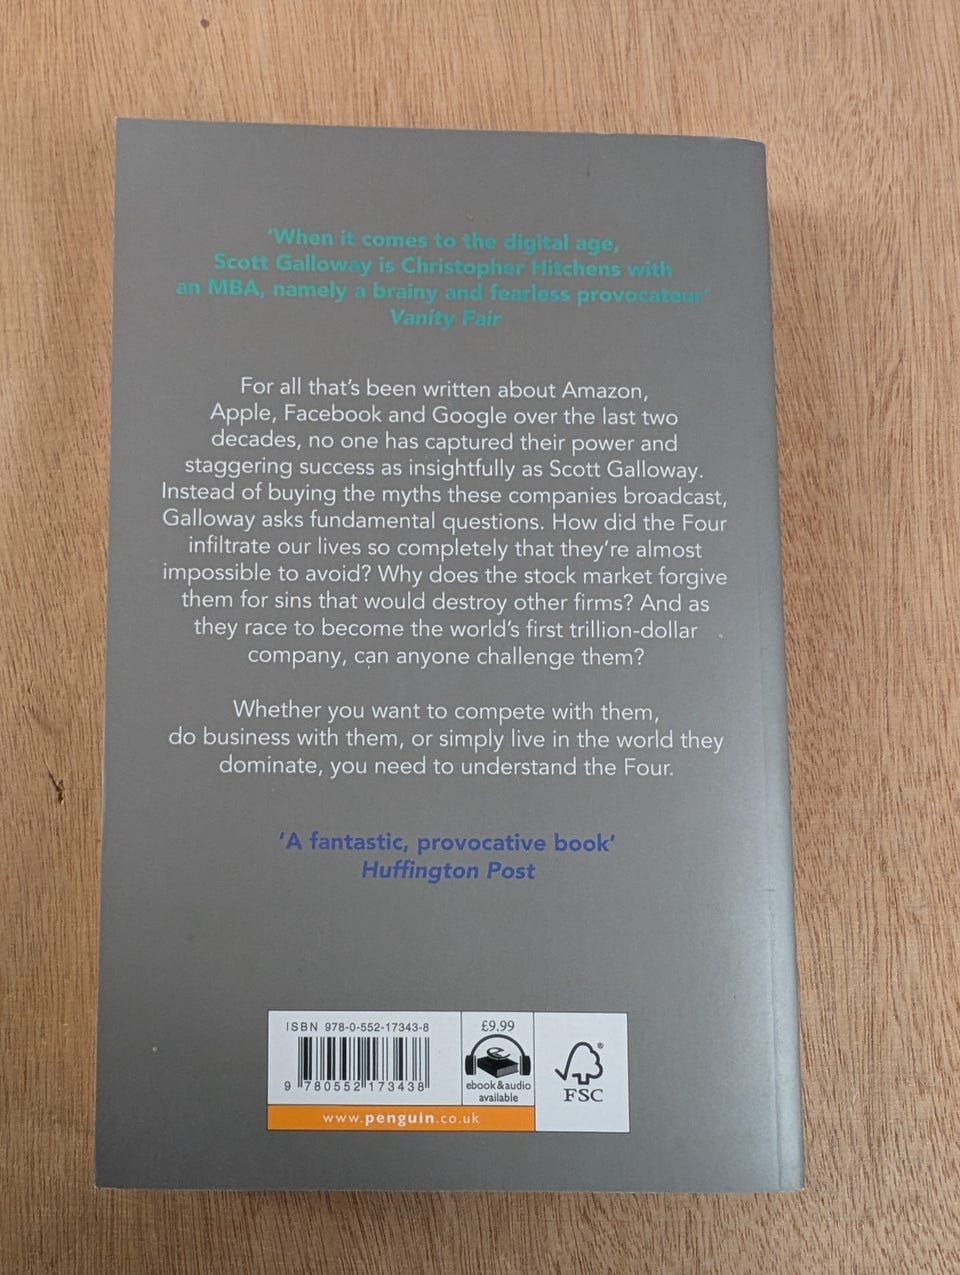 ‘When it comes to the digital age,
Scott Galloway is Christopher Hitchens with
an MBA, namely a brainy and fearless provocateur’
Vanity Fair
For all that’s been written about Amazon,
Apple, Facebook and Google over the last two
decades, no one has captured their power and
staggering success as insightfully as Scott Galloway.
Instead of buying the myths these companies broadcast,
Galloway asks fundamental questions. How did the Four
infiltrate our lives so completely that they’re almost
impossible to avoid? Why does the stock market forgive
them for sins that would destroy other firms? And as
they race to become the world’s first trillion-dollar
company, can anyone challenge them?
Whether you want to compete with them,
do business with them, or simply live in the world they
dominate, you need to understand the Four.
‘A fantastic, provocative book’
Huffington Post
ISBN 978-0-552-17343-8
9 780552 173438
£9.99
ebook&audio
available
www.penguin.co.uk
®
FSC